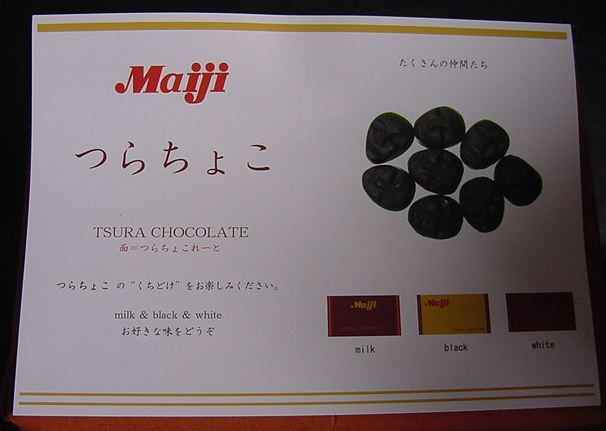 Maiji
つらちょこ
TSURA CHOCOLATE
面=つらちょこれーと
つらちょこ の “くちどけ” をお楽しみください。
milk & black & white
お好きな味をどうぞ
たくさんの仲間たち
Maiji
milk
Maiji
black
white